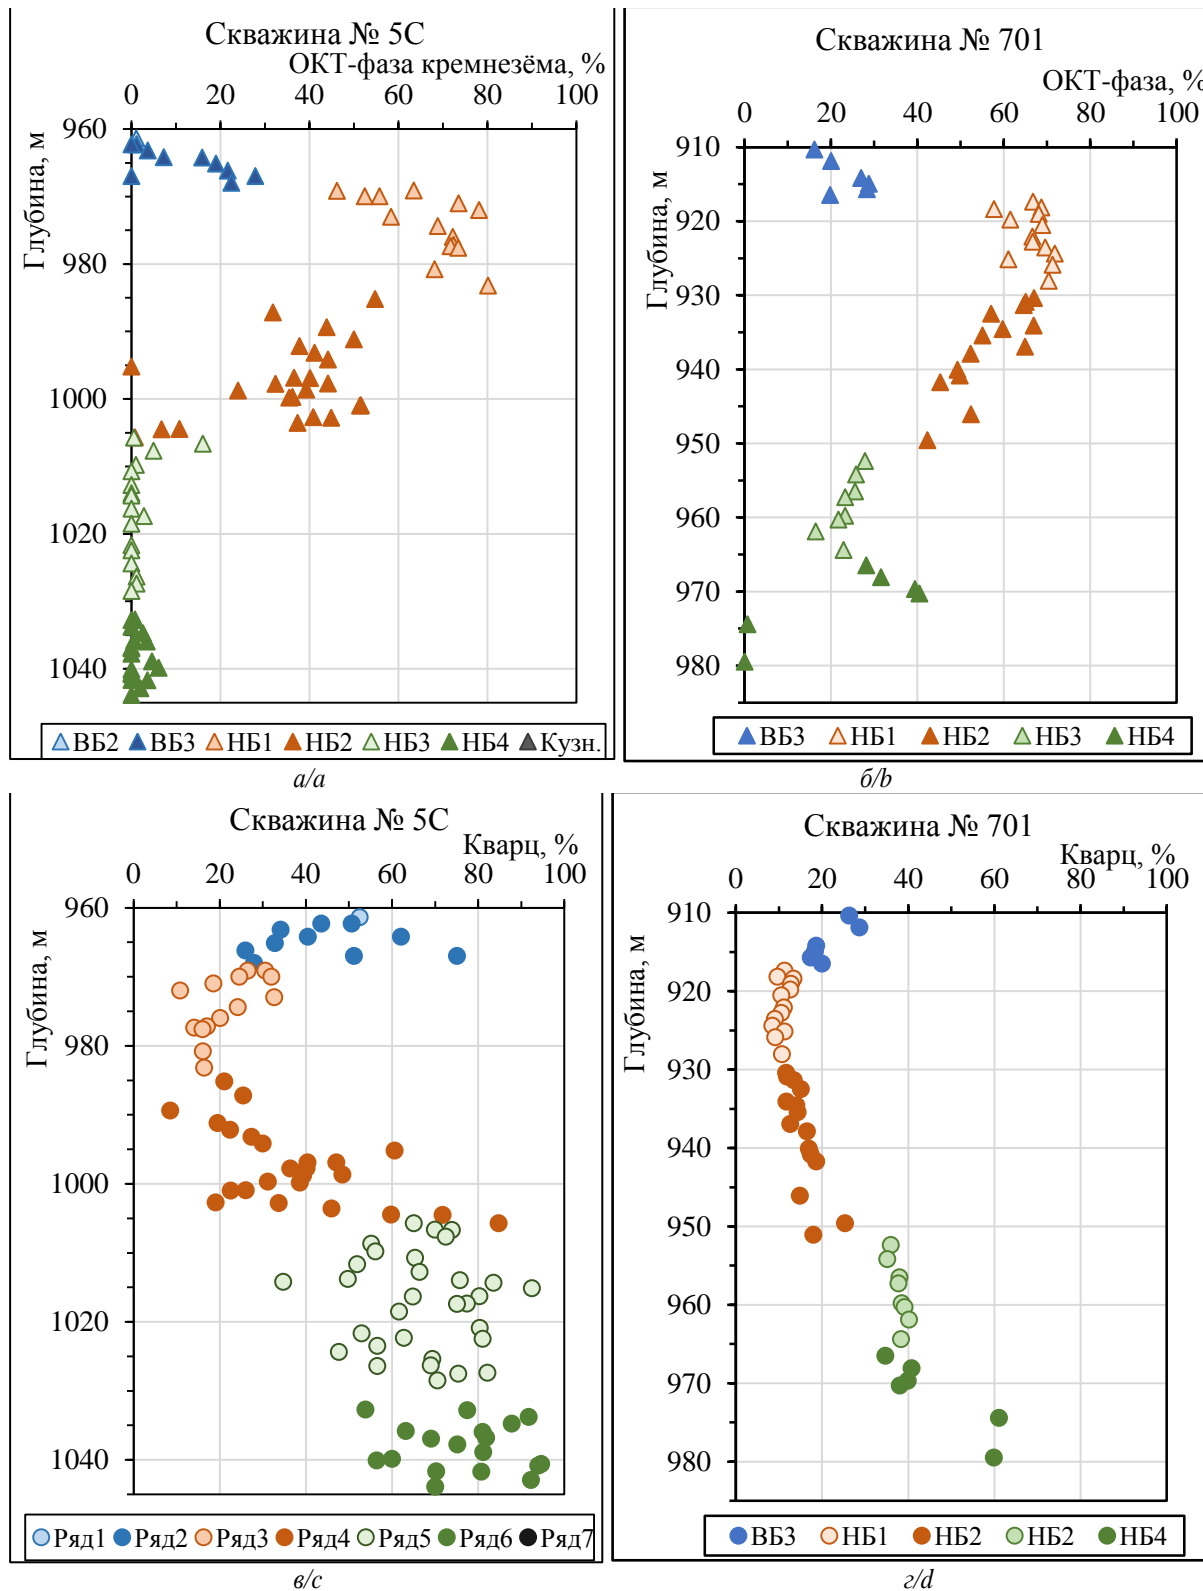 Скважина № 5С
ОКТ-фаза кремнезёма, %
0 20 40 60 80 100
Глубина, м
960
980
1000
1020
1040
ВБ2 ВБ3 НБ1 НБ2 НБ3 НБ4 Кузн.
а/a
Скважина № 701
ОКТ-фаза, %
0 20 40 60 80 100
Глубина, м
910
920
930
940
950
960
970
980
ВБ3 НБ1 НБ2 НБ3 НБ4
б/b
Скважина № 5С
Кварц, %
0 20 40 60 80 100
Глубина, м
960
980
1000
1020
1040
Ряд1 Ряд2 Ряд3 Ряд4 Ряд5 Ряд6 Ряд7
в/c
Скважина № 701
Кварц, %
0 20 40 60 80 100
Глубина, м
910
920
930
940
950
960
970
980
ВБ3 НБ1 НБ2 НБ2 НБ4
г/d